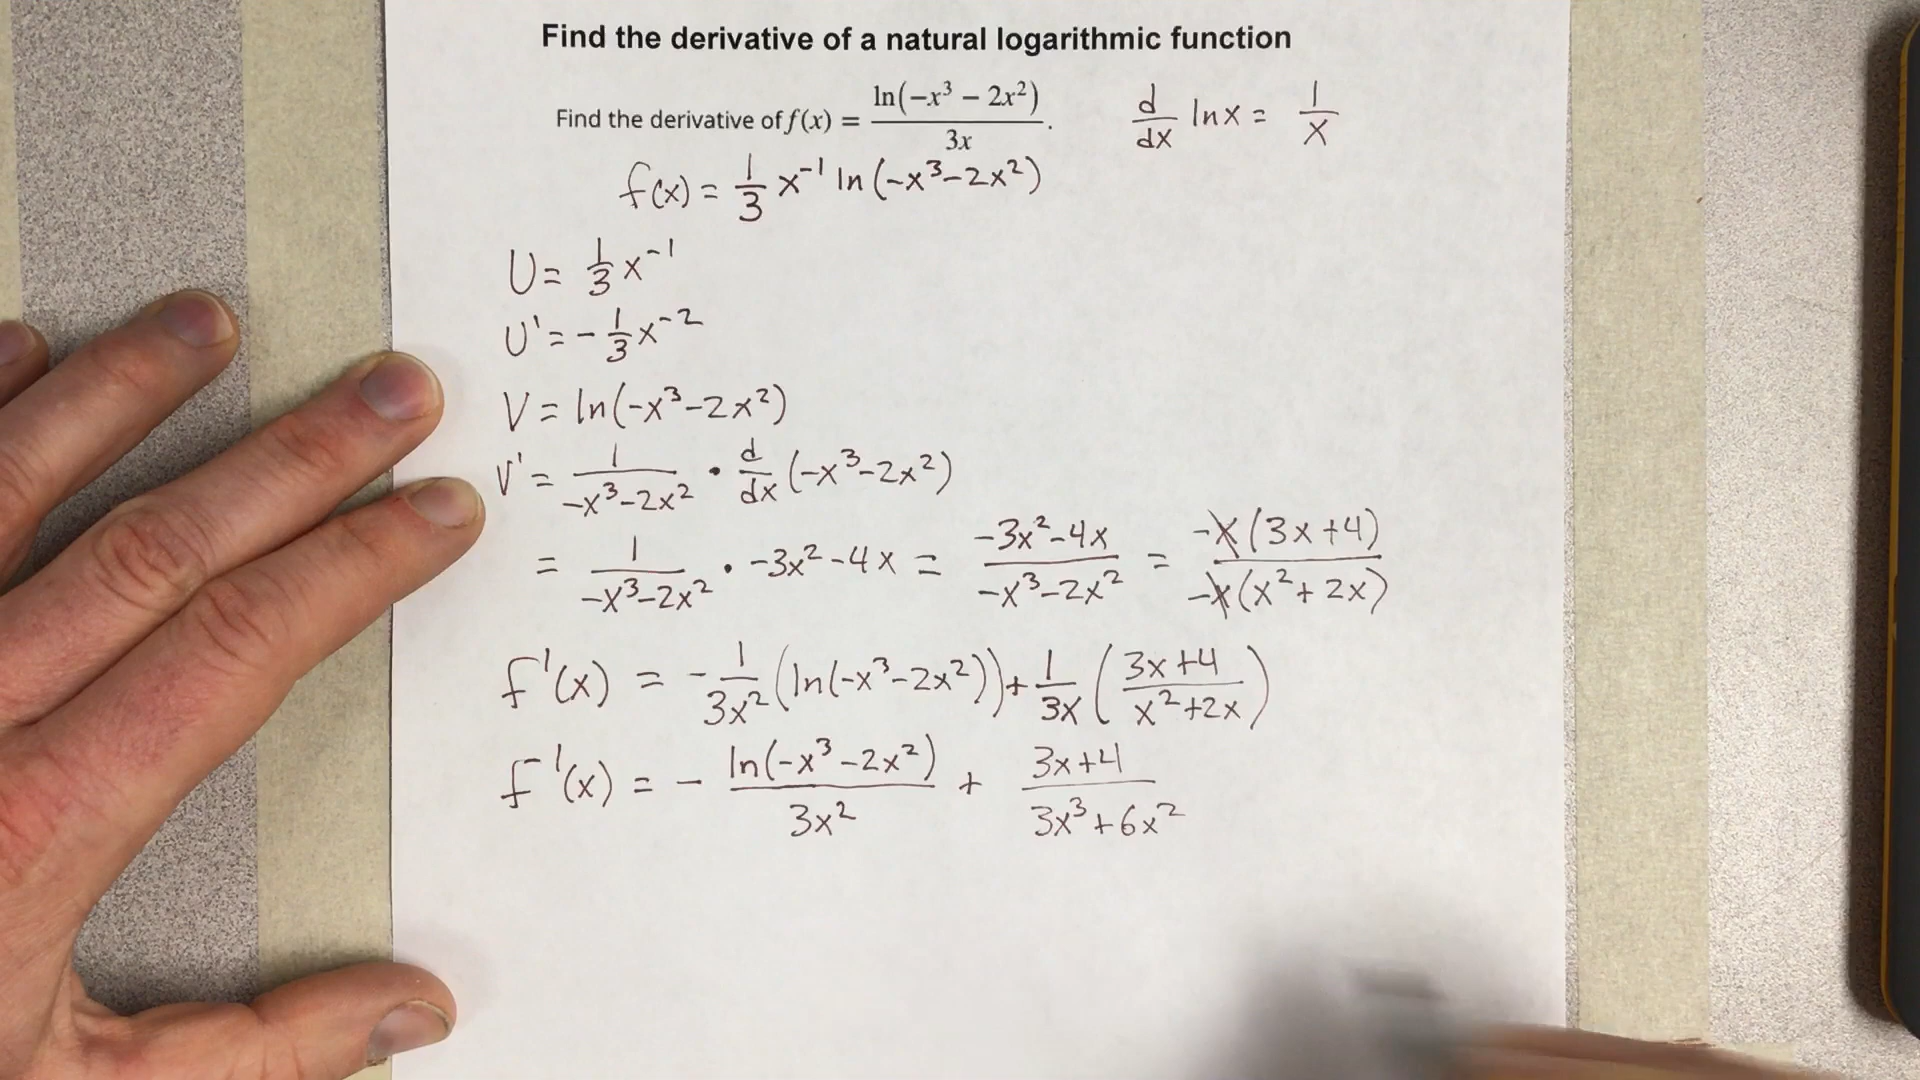 Find the derivative of a natural logarithmic function
Find the derivative of f(x) = ln(−x³ − 2x²) / 3x.
d/dx lnx = 1/x
f(x) = 1/3 x⁻¹ ln(-x³-2x²)
U = 1/3 x⁻¹
U' = - 1/3 x⁻²
V = ln(-x³-2x²)
V' = 1/(-x³-2x²) • d/dx (-x³-2x²)
= 1/(-x³-2x²) • -3x²-4x = (-3x²-4x)/(-x³-2x²) = -x(3x+4)/-x(x²+2x)
f'(x) = - 1/3x² (ln(-x³-2x²)) + 1/3x ((3x+4)/(x²+2x))
f'(x) = - ln(-x³-2x²)/3x² + (3x+4)/(3x³+6x²)